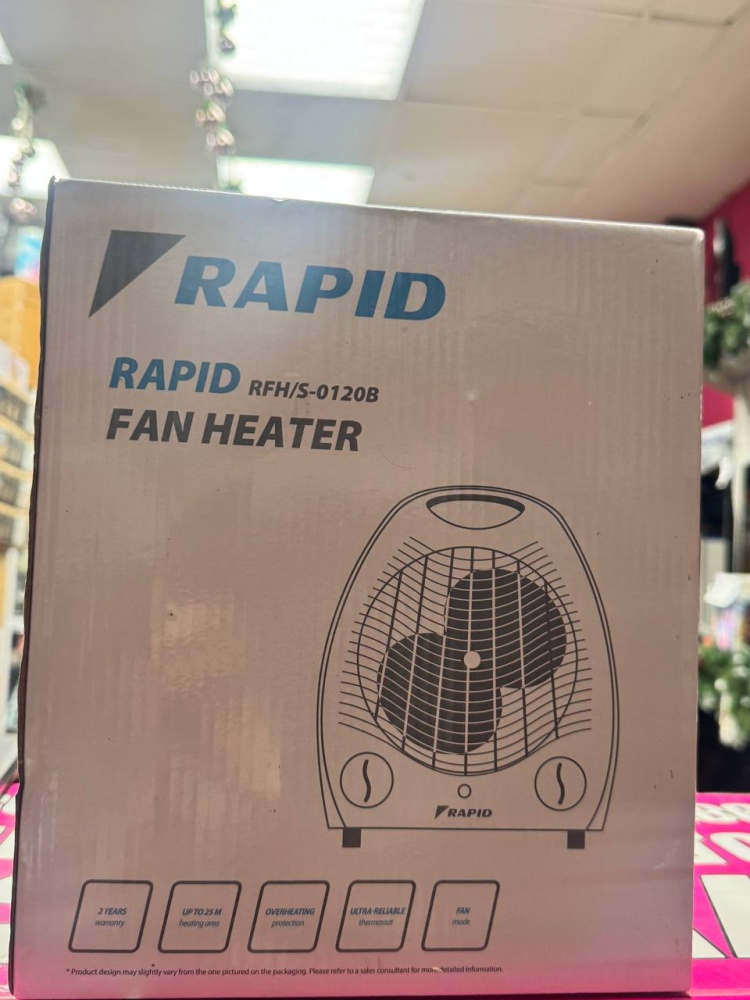 RAPID
RAPID RFH/S-0120B
FAN HEATER
RAPID
2 YEARS
warranty
UP TO 25 M
heating area
OVERHEATING
protection
ULTRA-RELIABLE
thermostat
FAN
mode
* Product design may slightly vary from the one pictured on the packaging. Please refer to a sales consultant for more detailed information.